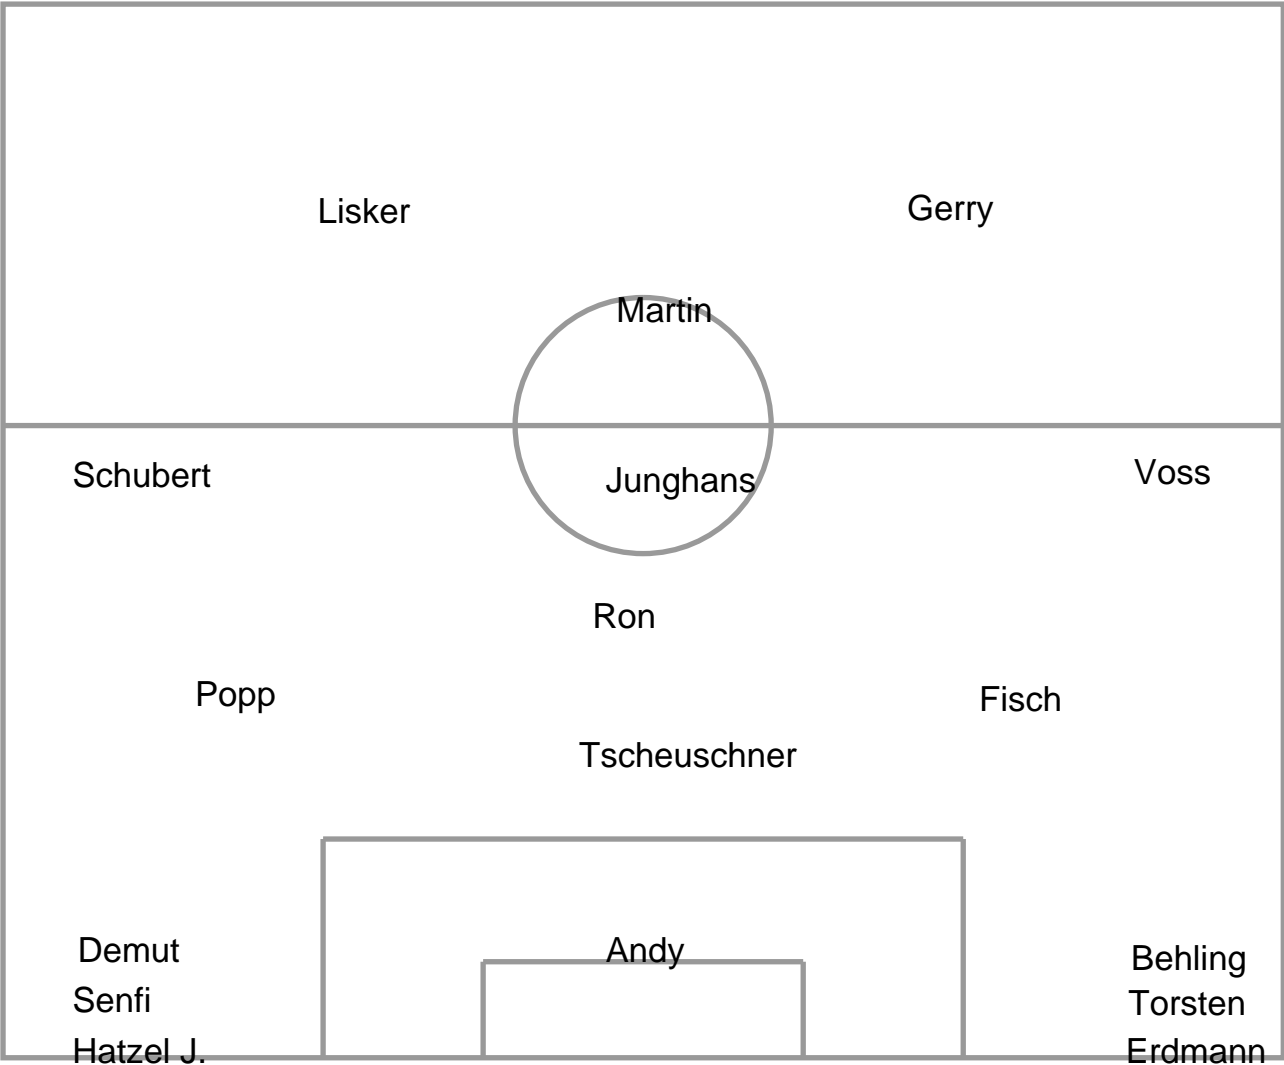 Lisker
Gerry
Martin
Schubert
Junghans
Voss
Ron
Popp
Fisch
Tscheuschner
Demut
Andy
Behling
Senfi
Torsten
Hatzel J.
Erdmann